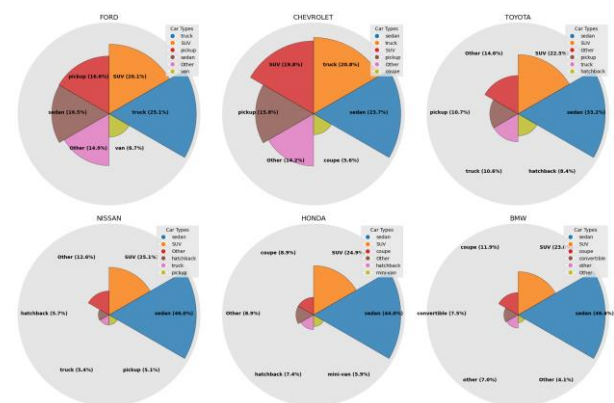 FORD
Car Types
truck
SUV
pickup
sedan
Other
van
pickup (16.6%)
SUV (20.1%)
sedan (16.5%)
truck (25.1%)
Other (14.9%)
van (6.7%)
CHEVROLET
Car Types
sedan
truck
SUV
pickup
Other
coupe
SUV (19.8%)
truck (20.8%)
pickup (15.8%)
sedan (23.7%)
Other (14.2%)
coupe (5.6%)
TOYOTA
Car Types
sedan
SUV
Other
pickup
truck
hatchback
Other (14.6%)
SUV (22.5%)
pickup (10.7%)
sedan (33.2%)
truck (10.6%)
hatchback (8.4%)
NISSAN
Car Types
sedan
SUV
Other
hatchback
truck
pickup
Other (12.6%)
SUV (25.1%)
hatchback (5.7%)
sedan (46.0%)
truck (5.4%)
pickup
HONDA
Car Types
sedan
SUV
coupe
Other
hatchback
mini-van
coupe (8.9%)
SUV (24.9%)
Other (8.9%)
sedan (44.0%)
hatchback (7.4%)
mini-van (5.9%)
BMW
Car Types
sedan
SUV
coupe
convertible
other
Other
coupe (11.9%)
SUV
convertible (7.5%)
sedan
other (7.0%)
Other (4.1%)